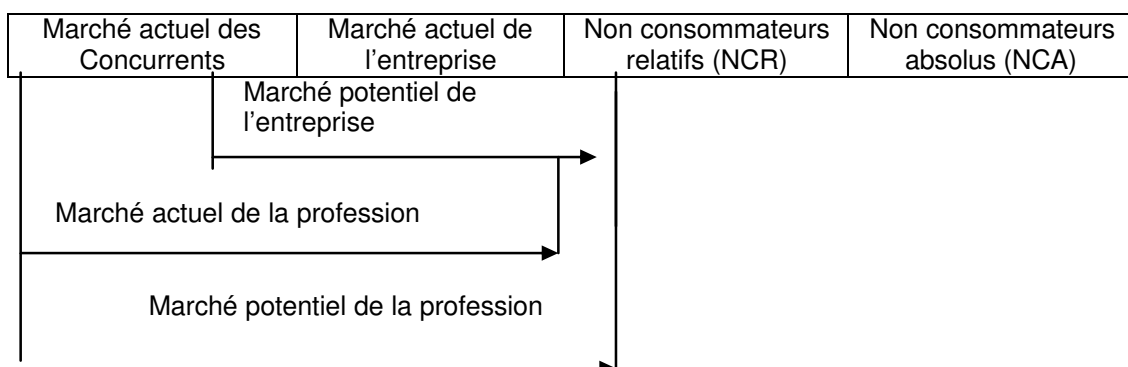 Marché actuel des
Concurrents
Marché actuel de
l'entreprise
Non consommateurs
relatifs (NCR)
Non consommateurs
absolus (NCA)
Marché potentiel de
l'entreprise
Marché actuel de la profession
Marché potentiel de la profession